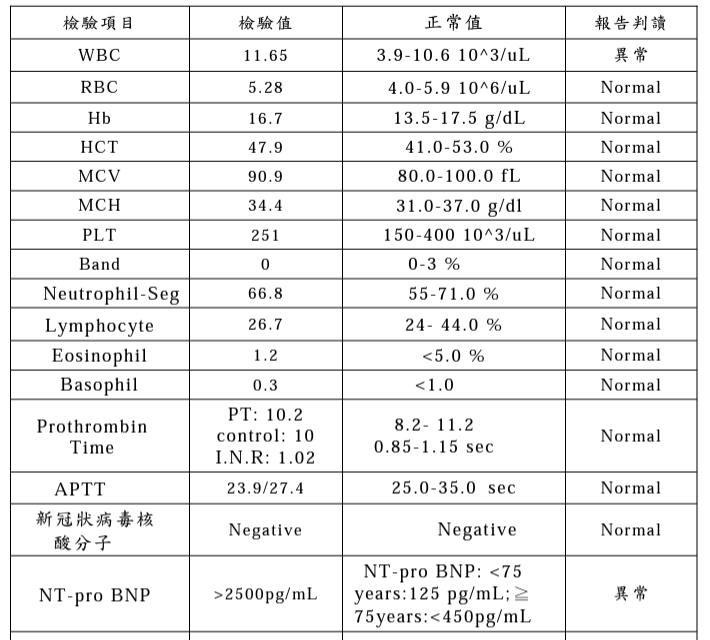 檢驗項目 檢驗值 正常值 報告判讀
WBC 11.65 3.9-10.6 10^3/uL 異常
RBC 5.28 4.0-5.9 10^6/uL Normal
Hb 16.7 13.5-17.5 g/dL Normal
HCT 47.9 41.0-53.0 % Normal
MCV 90.9 80.0-100.0 fL Normal
MCH 34.4 31.0-37.0 g/dl Normal
PLT 251 150-400 10^3/uL Normal
Band 0 0-3 % Normal
Neutrophil-Seg 66.8 55-71.0 % Normal
Lymphocyte 26.7 24- 44.0 % Normal
Eosinophil 1.2 <5.0 % Normal
Basophil 0.3 <1.0 Normal
Prothrombin
Time
PT: 10.2
control: 10
I.N.R: 1.02
8.2- 11.2
0.85-1.15 sec
Normal
APTT 23.9/27.4 25.0-35.0 sec Normal
新冠狀病毒核
酸分子
Negative Negative Normal
NT-pro BNP >2500pg/mL
NT-pro BNP: <75
years:125 pg/mL;≧
75years:<450pg/mL
異常